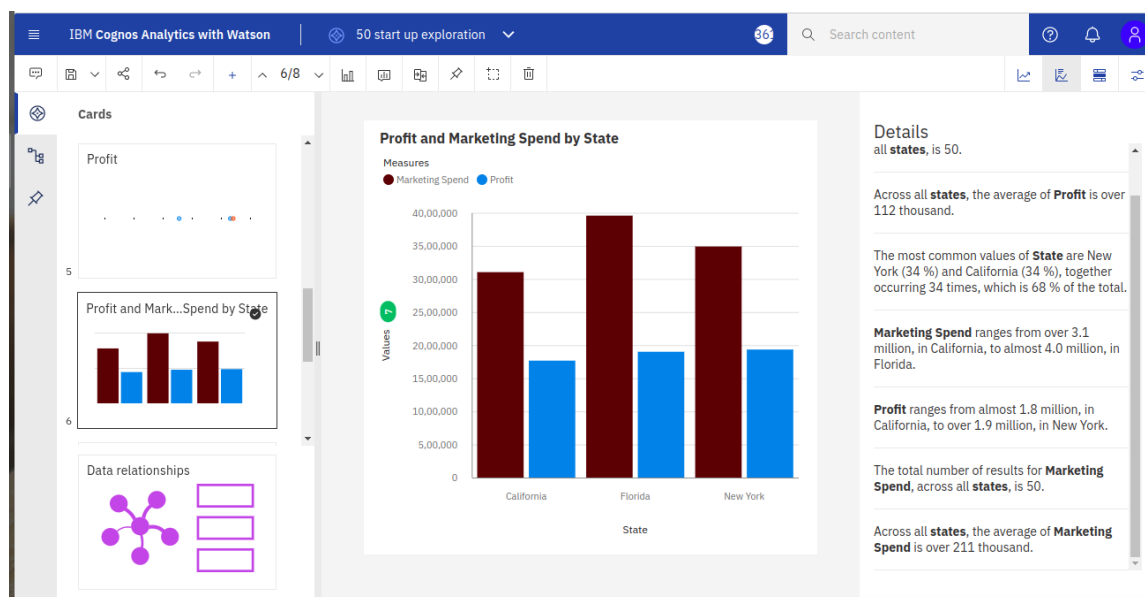 IBM Cognos Analytics with Watson
50 start up exploration
Search content
6/8
Cards
Profit
5
Profit and Mark...Spend by State
6
Data relationships
Profit and Marketing Spend by State
Measures
Marketing Spend
Profit
40,00,000
35,00,000
30,00,000
25,00,000
20,00,000
15,00,000
10,00,000
5,00,000
0
Values
7
California
Florida
New York
State
Details
all states, is 50.
Across all states, the average of Profit is over
112 thousand.
The most common values of State are New
York (34 %) and California (34 %), together
occurring 34 times, which is 68 % of the total.
Marketing Spend ranges from over 3.1
million, in California, to almost 4.0 million, in
Florida.
Profit ranges from almost 1.8 million, in
California, to over 1.9 million, in New York.
The total number of results for Marketing
Spend, across all states, is 50.
Across all states, the average of Marketing
Spend is over 211 thousand.